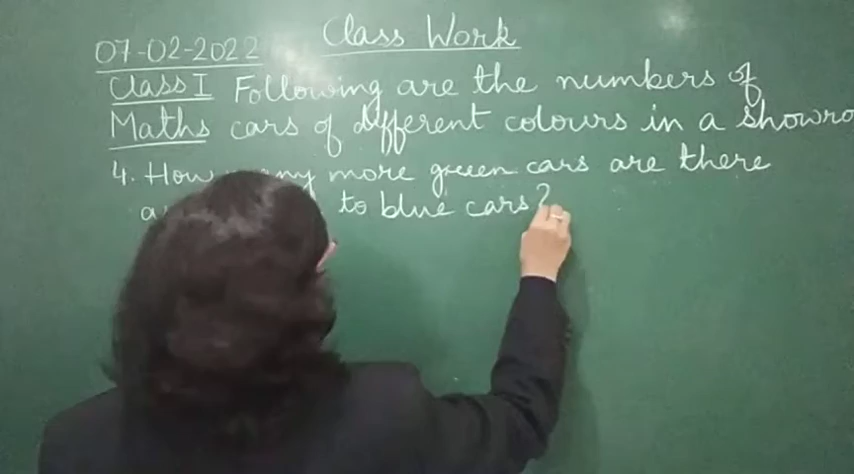 07-02-2022 Class Work
Class I Following are the numbers of
Maths cars of different colours in a showro
4. How more green cars are there
to blue cars?